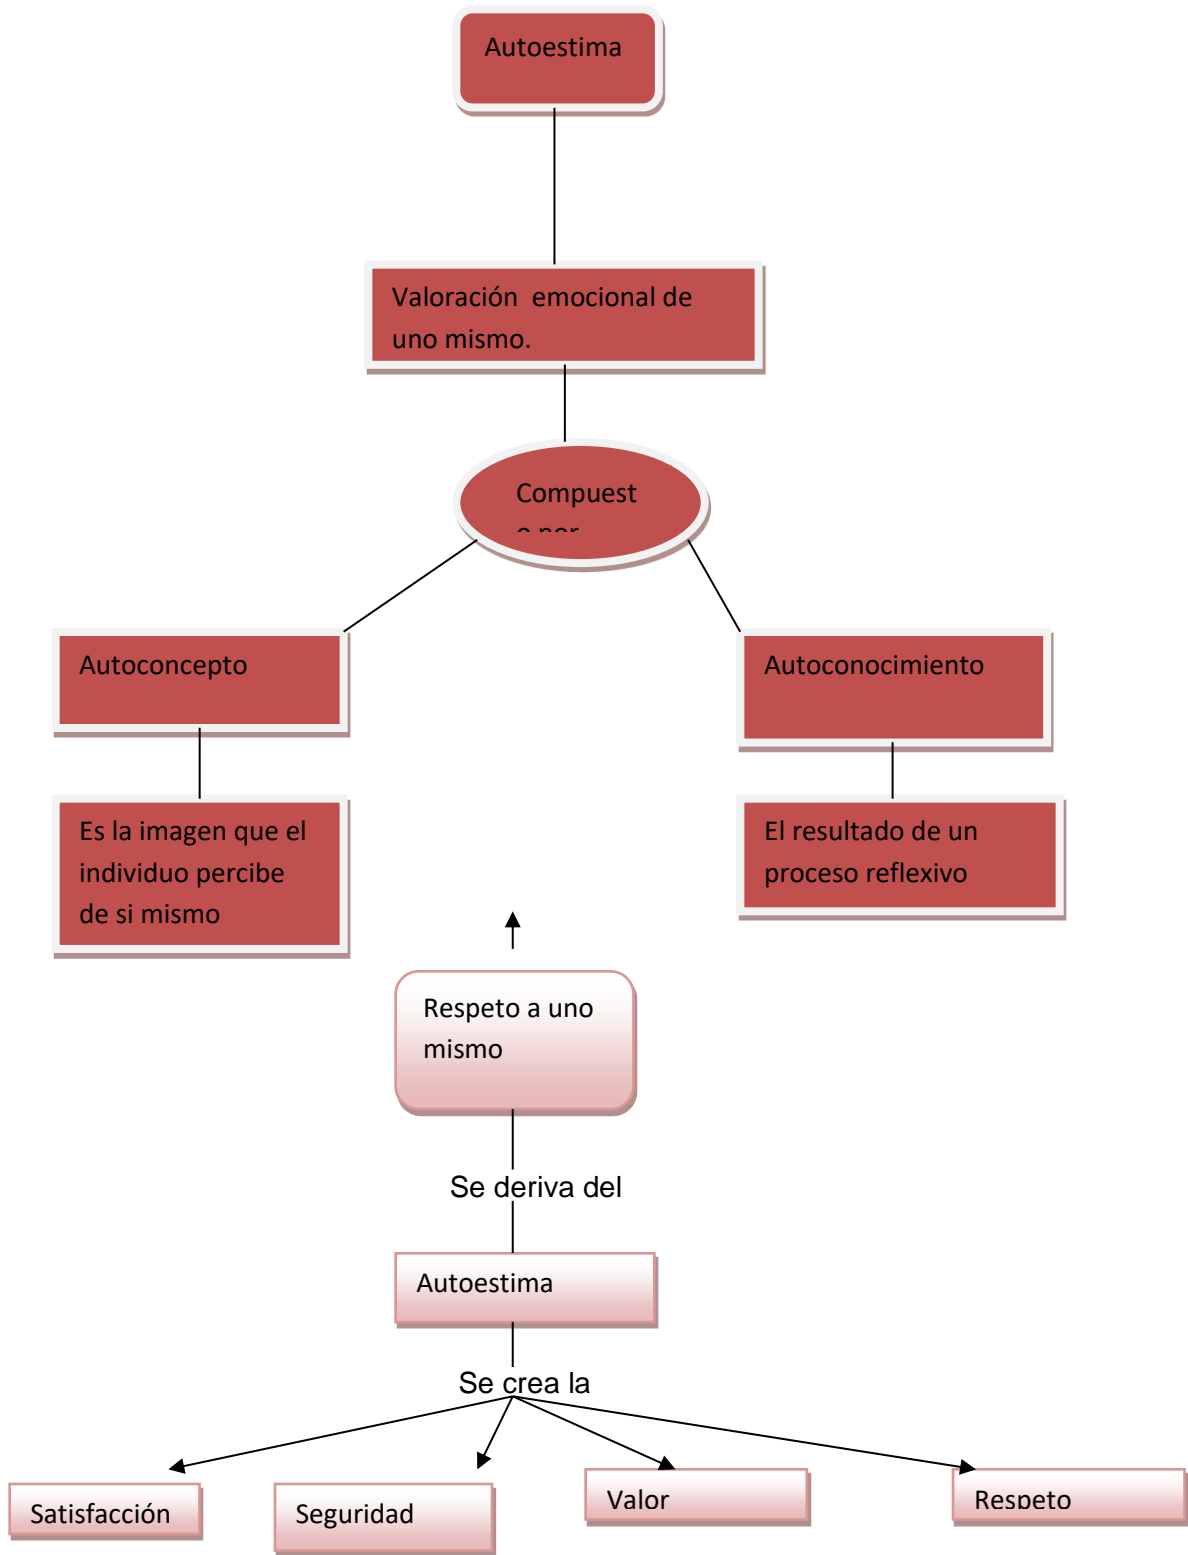 Autoestima
Valoración emocional de
uno mismo.
Compuest
o por
Autoconcepto
Autoconocimiento
Es la imagen que el
individuo percibe
de si mismo
El resultado de un
proceso reflexivo
Respeto a uno
mismo
Se deriva del
Autoestima
Se crea la
Satisfacción
Seguridad
Valor
Respeto